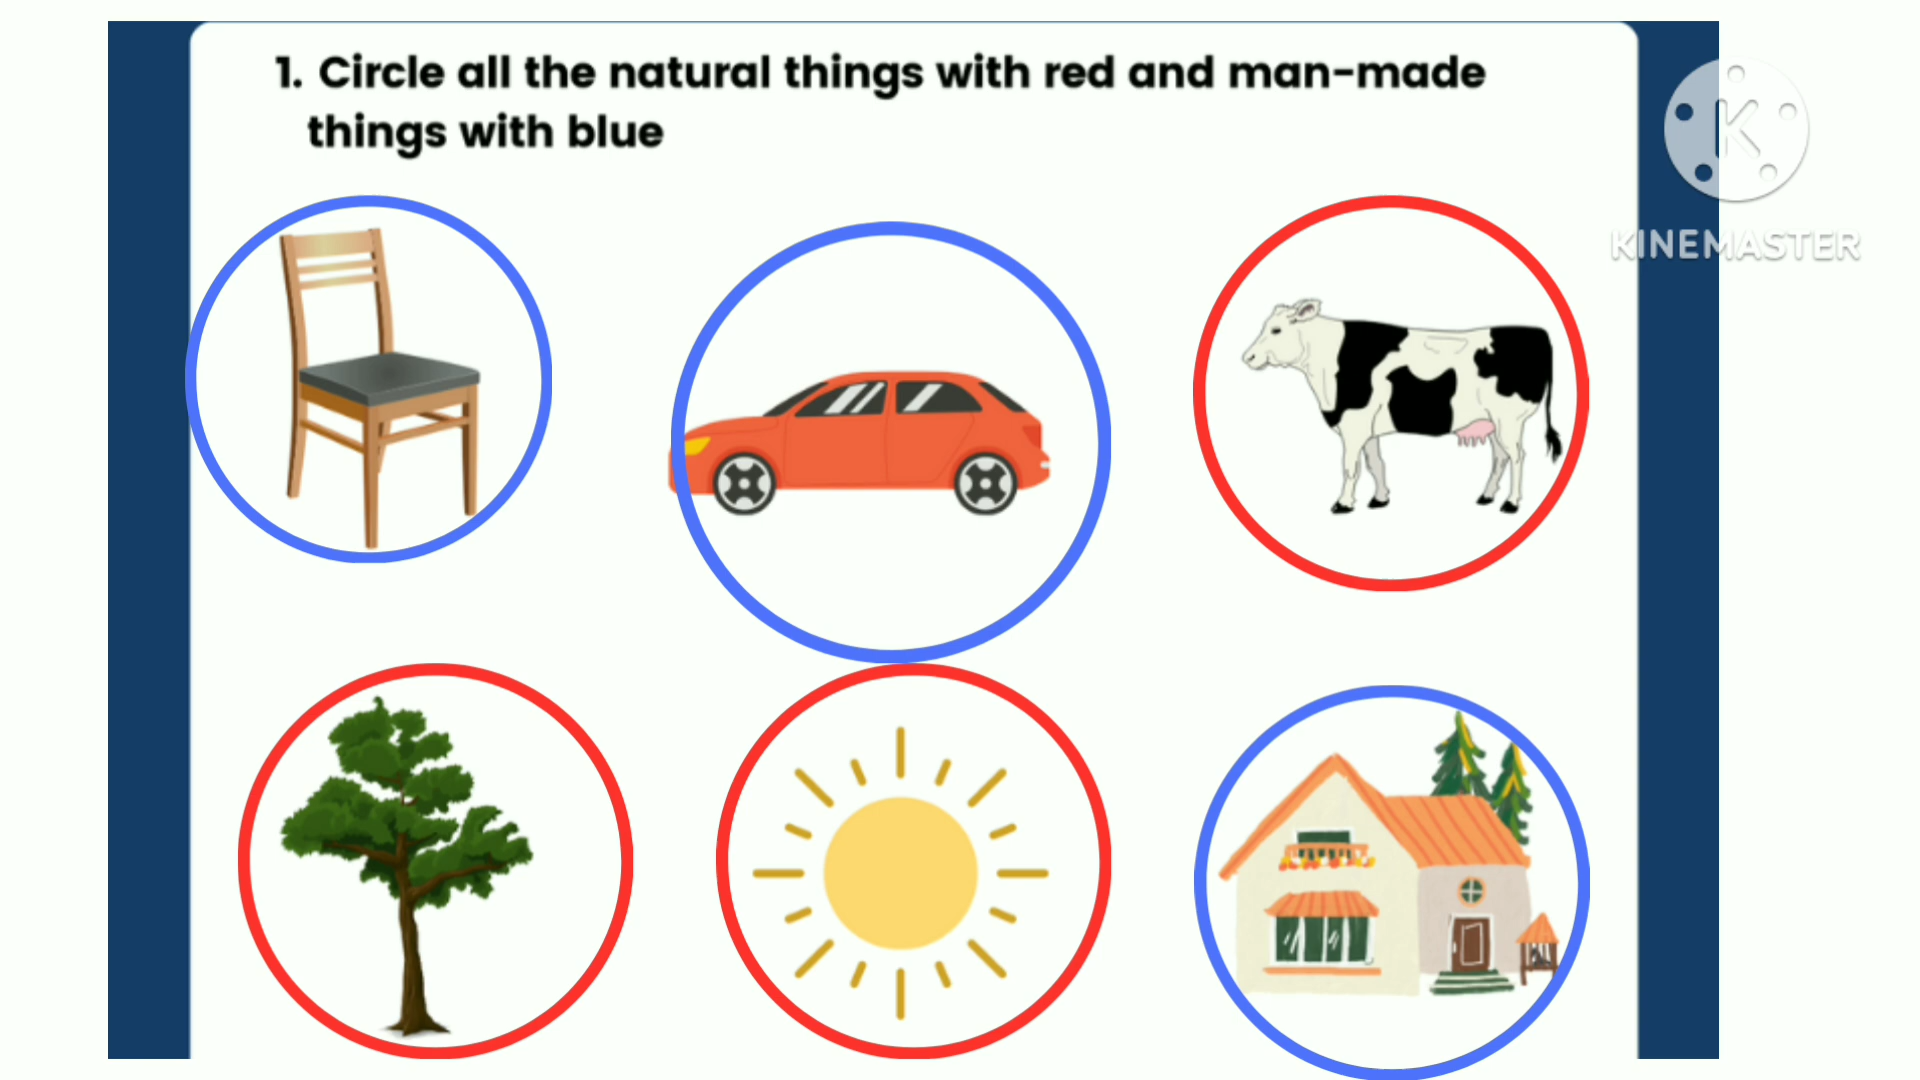 1. Circle all the natural things with red and man-made
things with blue
K
KINEMASTER